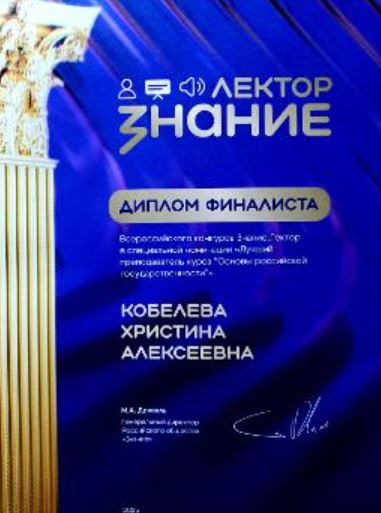 ЛЕКТОР
ЗНАНИЕ
ДИПЛОМ ФИНАЛИСТА
Всероссийского конкурса Знание.Лектор
в специальной номинации «Лучший
преподаватель курса "Основы российской
государственности"»
КОБЕЛЕВА
ХРИСТИНА
АЛЕКСЕЕВНА
М.А.
генеральный директор
Российского общества
«Знание»